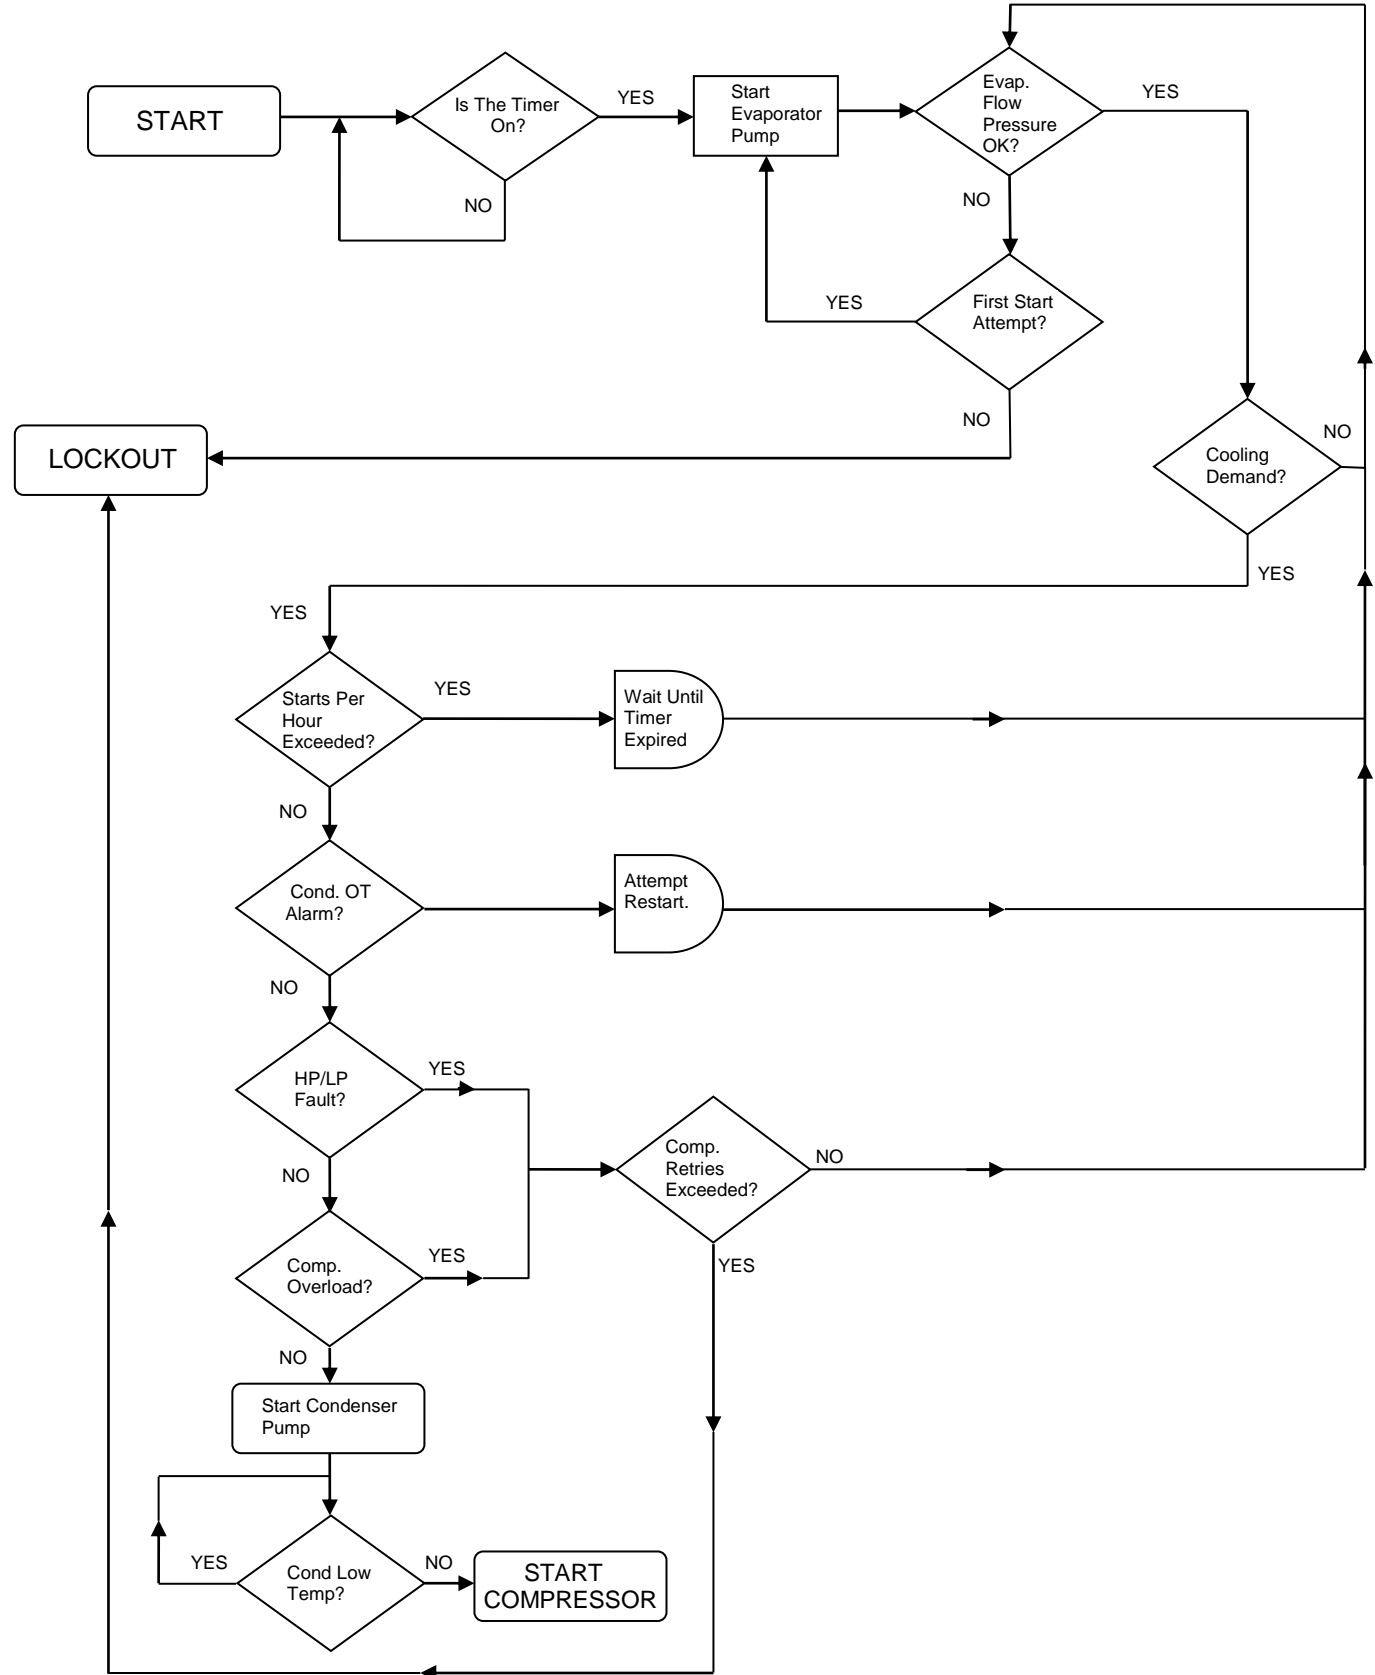 START
Is The Timer
On?
YES
NO
Start
Evaporator
Pump
Evap.
Flow
Pressure
OK?
YES
NO
First Start
Attempt?
YES
NO
LOCKOUT
Cooling
Demand?
NO
YES
YES
Starts Per
Hour
Exceeded?
YES
Wait Until
Timer
Expired
NO
Cond. OT
Alarm?
Attempt
Restart.
NO
HP/LP
Fault?
YES
NO
Comp.
Retries
Exceeded?
NO
YES
Comp.
Overload?
YES
NO
Start Condenser
Pump
Cond Low
Temp?
YES
NO
START
COMPRESSOR